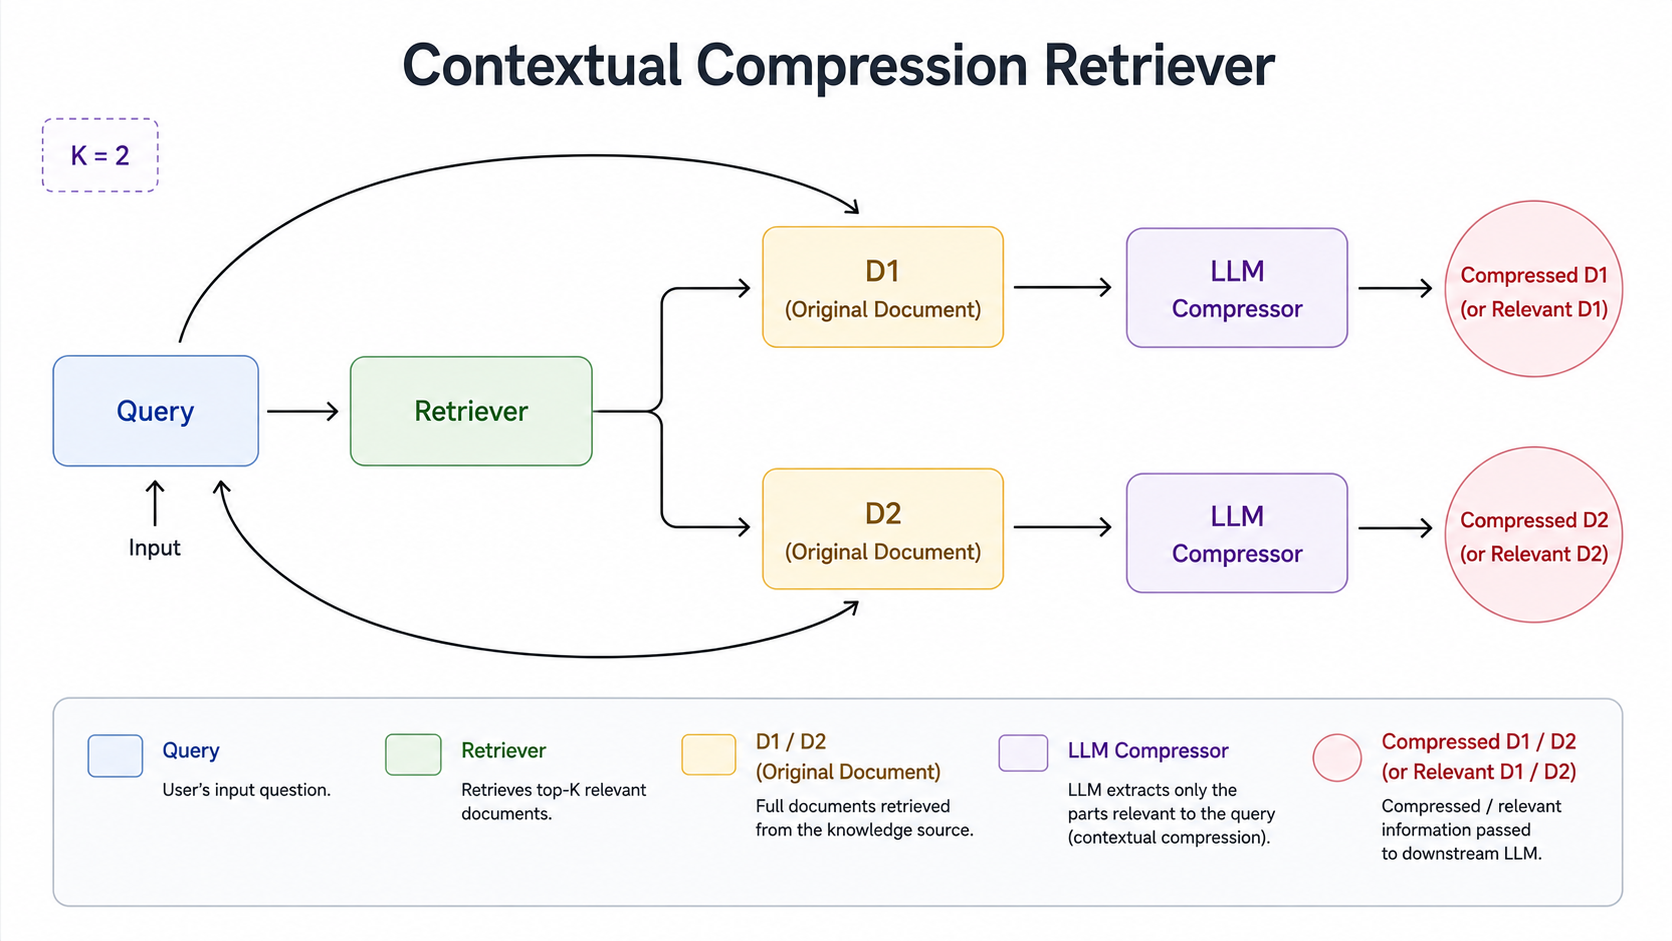 Contextual Compression Retriever
K = 2
Query
Input
Retriever
D1
(Original Document)
LLM
Compressor
Compressed D1
(or Relevant D1)
D2
(Original Document)
LLM
Compressor
Compressed D2
(or Relevant D2)
Query
User's input question.
Retriever
Retrieves top-K relevant
documents.
D1 / D2
(Original Document)
Full documents retrieved
from the knowledge source.
LLM Compressor
LLM extracts only the
parts relevant to the query
(contextual compression).
Compressed D1 / D2
(or Relevant D1 / D2)
Compressed / relevant
information passed
to downstream LLM.